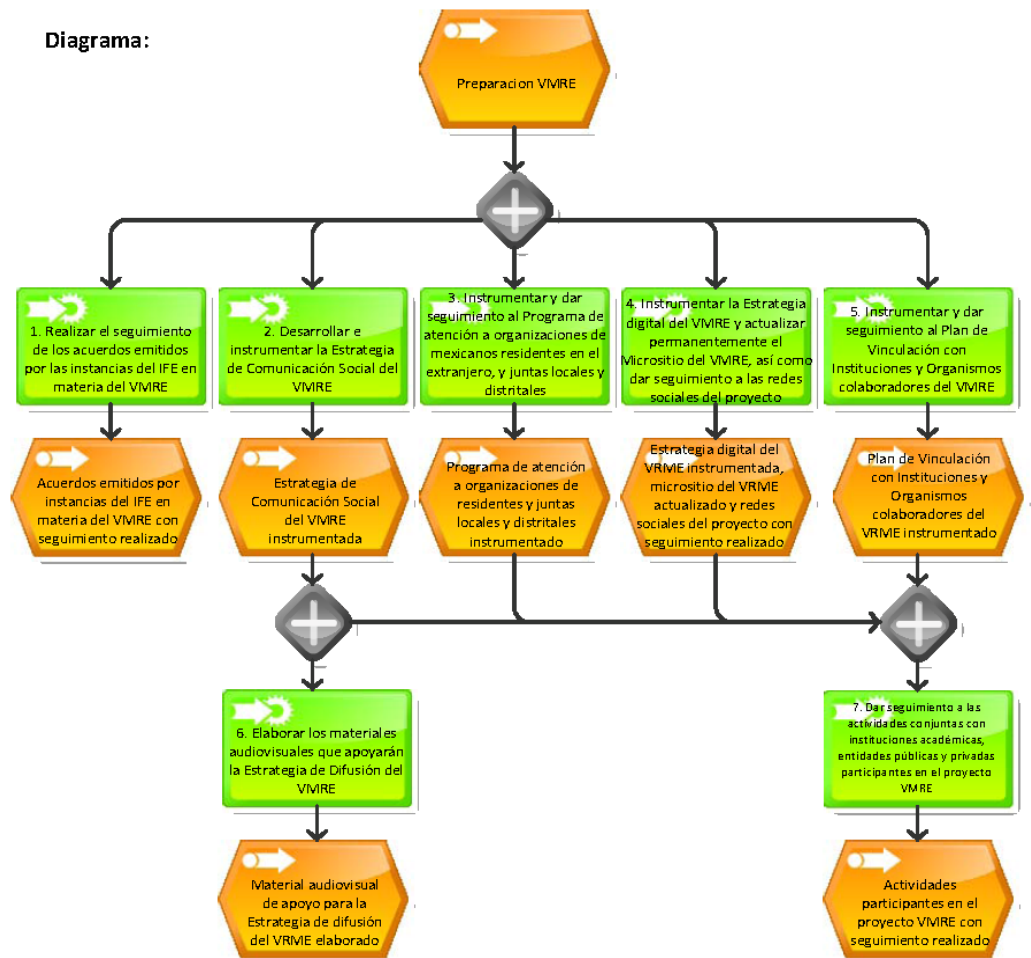 Diagrama:
Preparacion VMRE
1. Realizar el seguimiento
de los acuerdos emitidos
por las instancias del IFE en
materia del VMRE
2. Desarrollar e
instrumentar la Estrategia
de Comunicación Social del
VMRE
3. Instrumentar y dar
seguimiento al Programa de
atención a organizaciones de
mexicanos residentes en el
extranjero, y juntas locales y
distritales
4. Instrumentar la Estrategia
digital del VMRE y actualizar
permanentemente el
Micrositio del VMRE, así como
dar seguimiento a las redes
sociales del proyecto
5. Instrumentar y dar
seguimiento al Plan de
Vinculación con
Instituciones y Organismos
colaboradores del VMRE
Acuerdos emitidos por
instancias del IFE en
materia del VMRE con
seguimiento realizado
Estrategia de
Comunicación Social
del VMRE
instrumentada
Programa de atención
a organizaciones de
residentes y juntas
locales y distritales
instrumentado
Estrategia digital del
VRME instrumentada,
micrositio del VRME
actualizado y redes
sociales del proyecto con
seguimiento realizado
Plan de Vinculación
con Instituciones y
Organismos
colaboradores del
VRME instrumentado
6. Elaborar los materiales
audiovisuales que apoyarán
la Estrategia de Difusión del
VMRE
7. Dar seguimiento a las
actividades conjuntas con
instituciones académicas,
entidades públicas y privadas
participantes en el proyecto
VMRE
Material audiovisual
de apoyo para la
Estrategia de difusión
del VRME elaborado
Actividades
participantes en el
proyecto VMRE con
seguimiento realizado